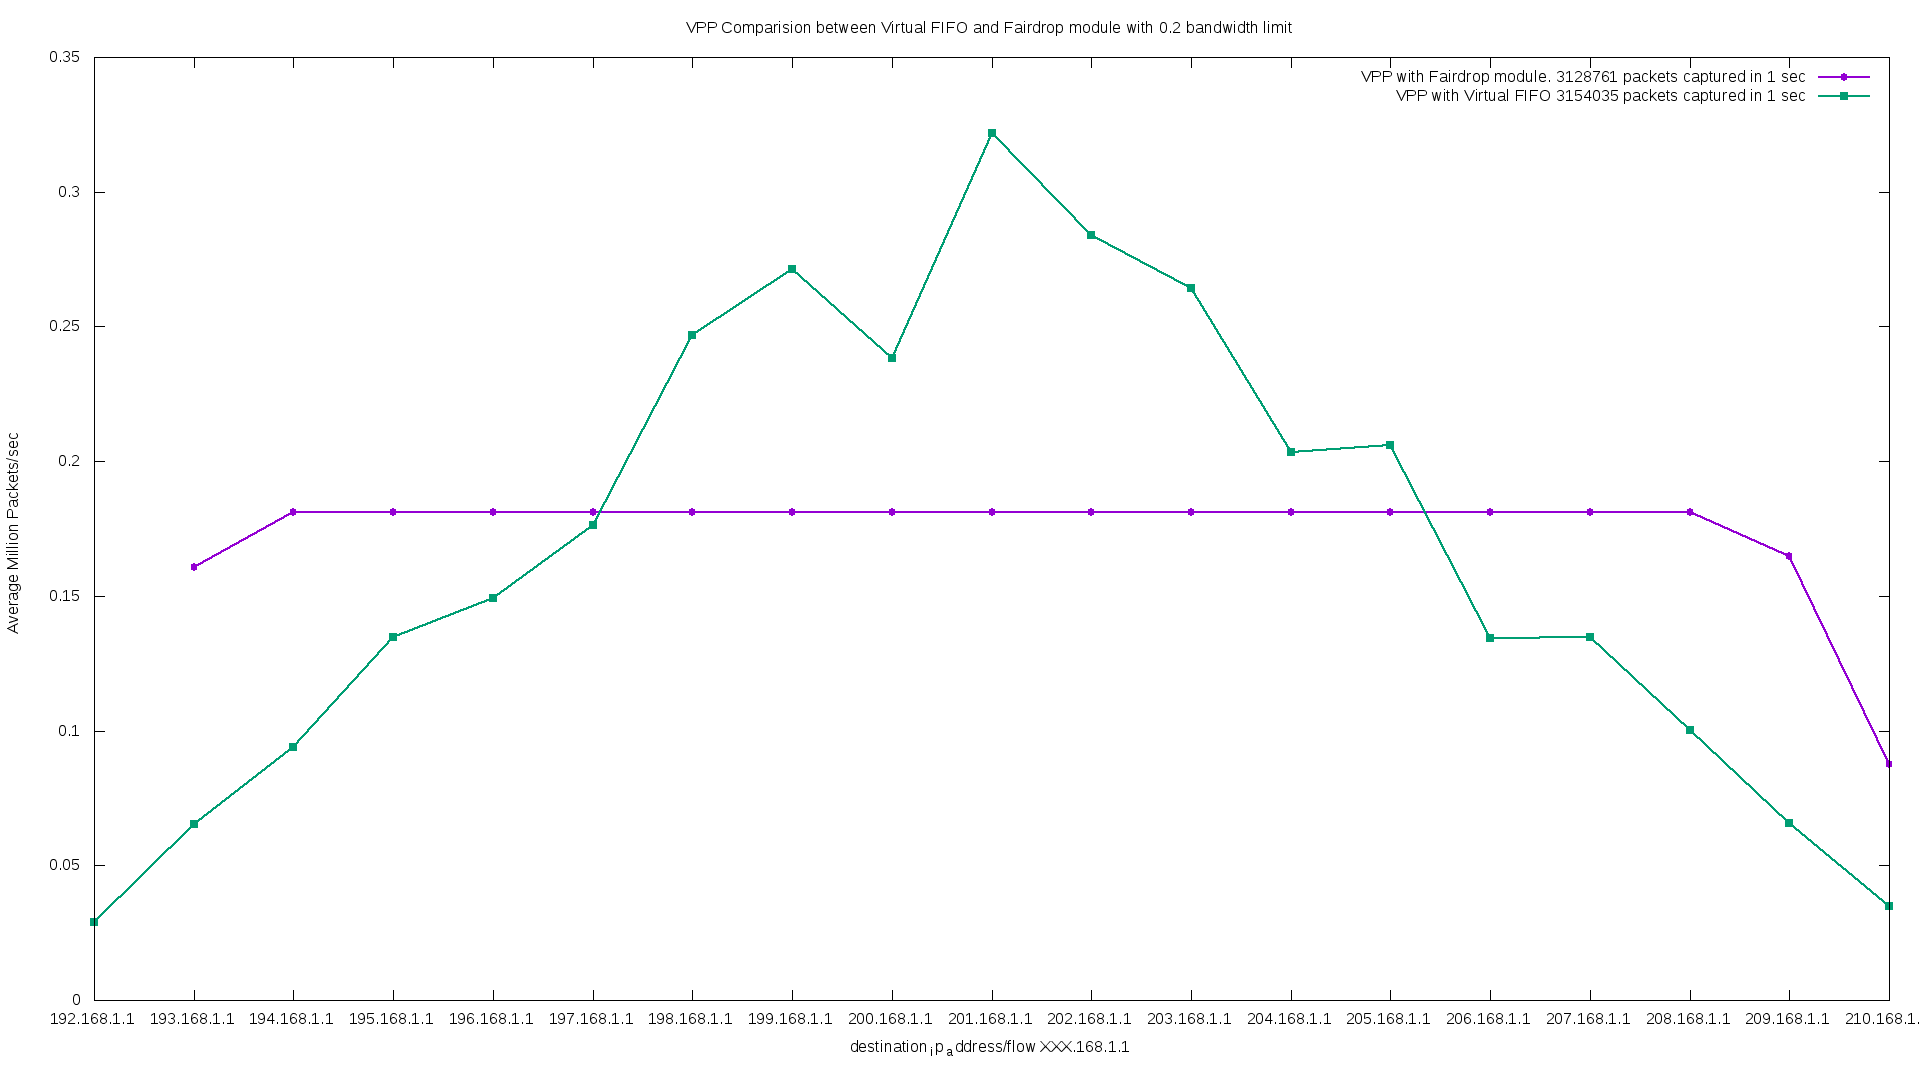 VPP Comparision between Virtual FIFO and Fairdrop module with 0.2 bandwidth limit
VPP with Fairdrop module. 3128761 packets captured in 1 sec
VPP with Virtual FIFO 3154035 packets captured in 1 sec
0.35
0.3
0.25
0.2
0.15
0.1
0.05
0
Average Million Packets/sec
192.168.1.1 193.168.1.1 194.168.1.1 195.168.1.1 196.168.1.1 197.168.1.1 198.168.1.1 199.168.1.1 200.168.1.1 201.168.1.1 202.168.1.1 203.168.1.1 204.168.1.1 205.168.1.1 206.168.1.1 207.168.1.1 208.168.1.1 209.168.1.1 210.168.1.
destination ip address/flow XXX.168.1.1